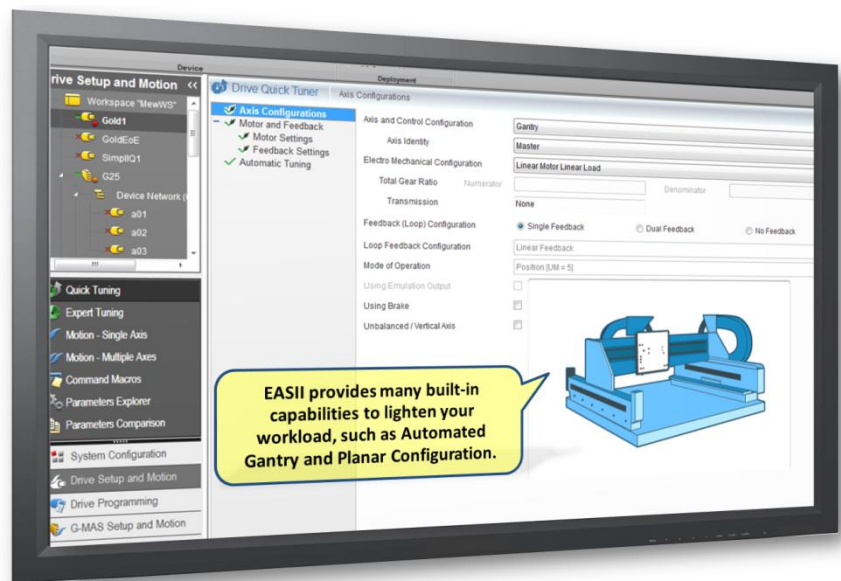 Device
Deployment
rive Setup and Motion <<
Workspace "MewWS"
Gold1
GoldEoE
SimpliQ1
G25
Device Network (
a01
a02
a03
Quick Tuning
Expert Tuning
Motion - Single Axis
Motion - Multiple Axes
Command Macros
Parameters Explorer
Parameters Comparison
System Configuration
Drive Setup and Motion
Drive Programming
G-MAS Setup and Motion
Drive Quick Tuner Axis Configurations
Axis Configurations
Motor and Feedback
Motor Settings
Feedback Settings
Automatic Tuning
Axis and Control Configuration Gantry
Axis Identity Master
Electro Mechanical Configuration Linear Motor Linear Load
Total Gear Ratio Numerator Denominator
Transmission None
Feedback (Loop) Configuration Single Feedback Dual Feedback No Feedback
Loop Feedback Configuration Linear Feedback
Mode of Operation Position [UM = 5]
Using Emulation Output
Using Brake
Unbalanced / Vertical Axis
EASII provides many built-in
capabilities to lighten your
workload, such as Automated
Gantry and Planar Configuration.